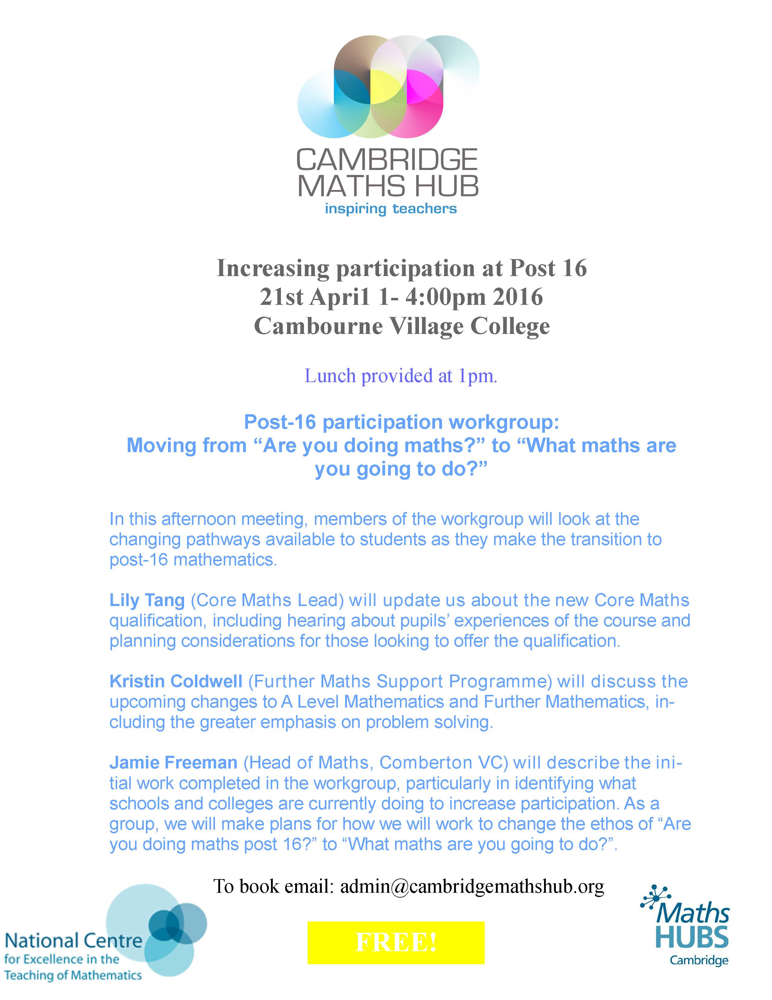 CAMBRIDGE
MATHS HUB
inspiring teachers
Increasing participation at Post 16
21st April 1- 4:00pm 2016
Cambourne Village College
Lunch provided at 1pm.
Post-16 participation workgroup:
Moving from “Are you doing maths?” to “What maths are
you going to do?”
In this afternoon meeting, members of the workgroup will look at the
changing pathways available to students as they make the transition to
post-16 mathematics.
Lily Tang (Core Maths Lead) will update us about the new Core Maths
qualification, including hearing about pupils’ experiences of the course and
planning considerations for those looking to offer the qualification.
Kristin Coldwell (Further Maths Support Programme) will discuss the
upcoming changes to A Level Mathematics and Further Mathematics, in-
cluding the greater emphasis on problem solving.
Jamie Freeman (Head of Maths, Comberton VC) will describe the ini-
tial work completed in the workgroup, particularly in identifying what
schools and colleges are currently doing to increase participation. As a
group, we will make plans for how we will work to change the ethos of “Are
you doing maths post 16?” to “What maths are you going to do?”.
To book email: admin@cambridgemathshub.org
National Centre
for Excellence in the
Teaching of Mathematics
FREE!
Maths
HUBS
Cambridge